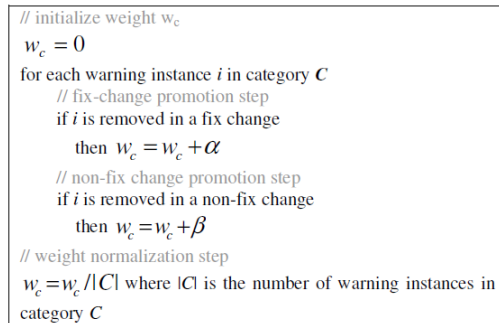 // initialize weight w_c
w_c = 0
for each warning instance i in category C
// fix-change promotion step
if i is removed in a fix change
then w_c = w_c + α
// non-fix change promotion step
if i is removed in a non-fix change
then w_c = w_c + β
// weight normalization step
w_c = w_c /|C| where |C| is the number of warning instances in
category C